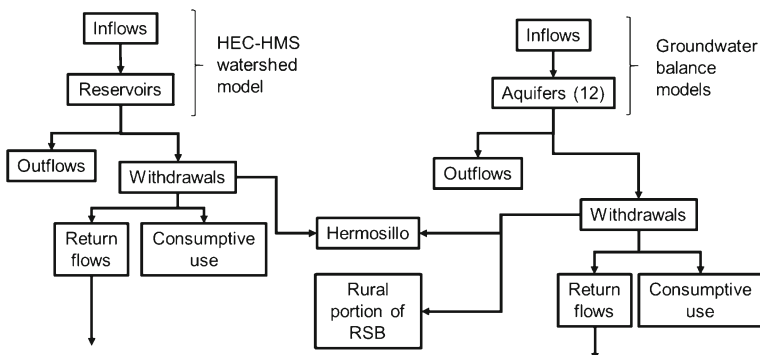 Inflows
HEC-HMS
watershed
model
Reservoirs
Outflows
Withdrawals
Return
flows
Consumptive
use
Hermosillo
Rural
portion of
RSB
Inflows
Groundwater
balance
models
Aquifers (12)
Outflows
Withdrawals
Return
flows
Consumptive
use